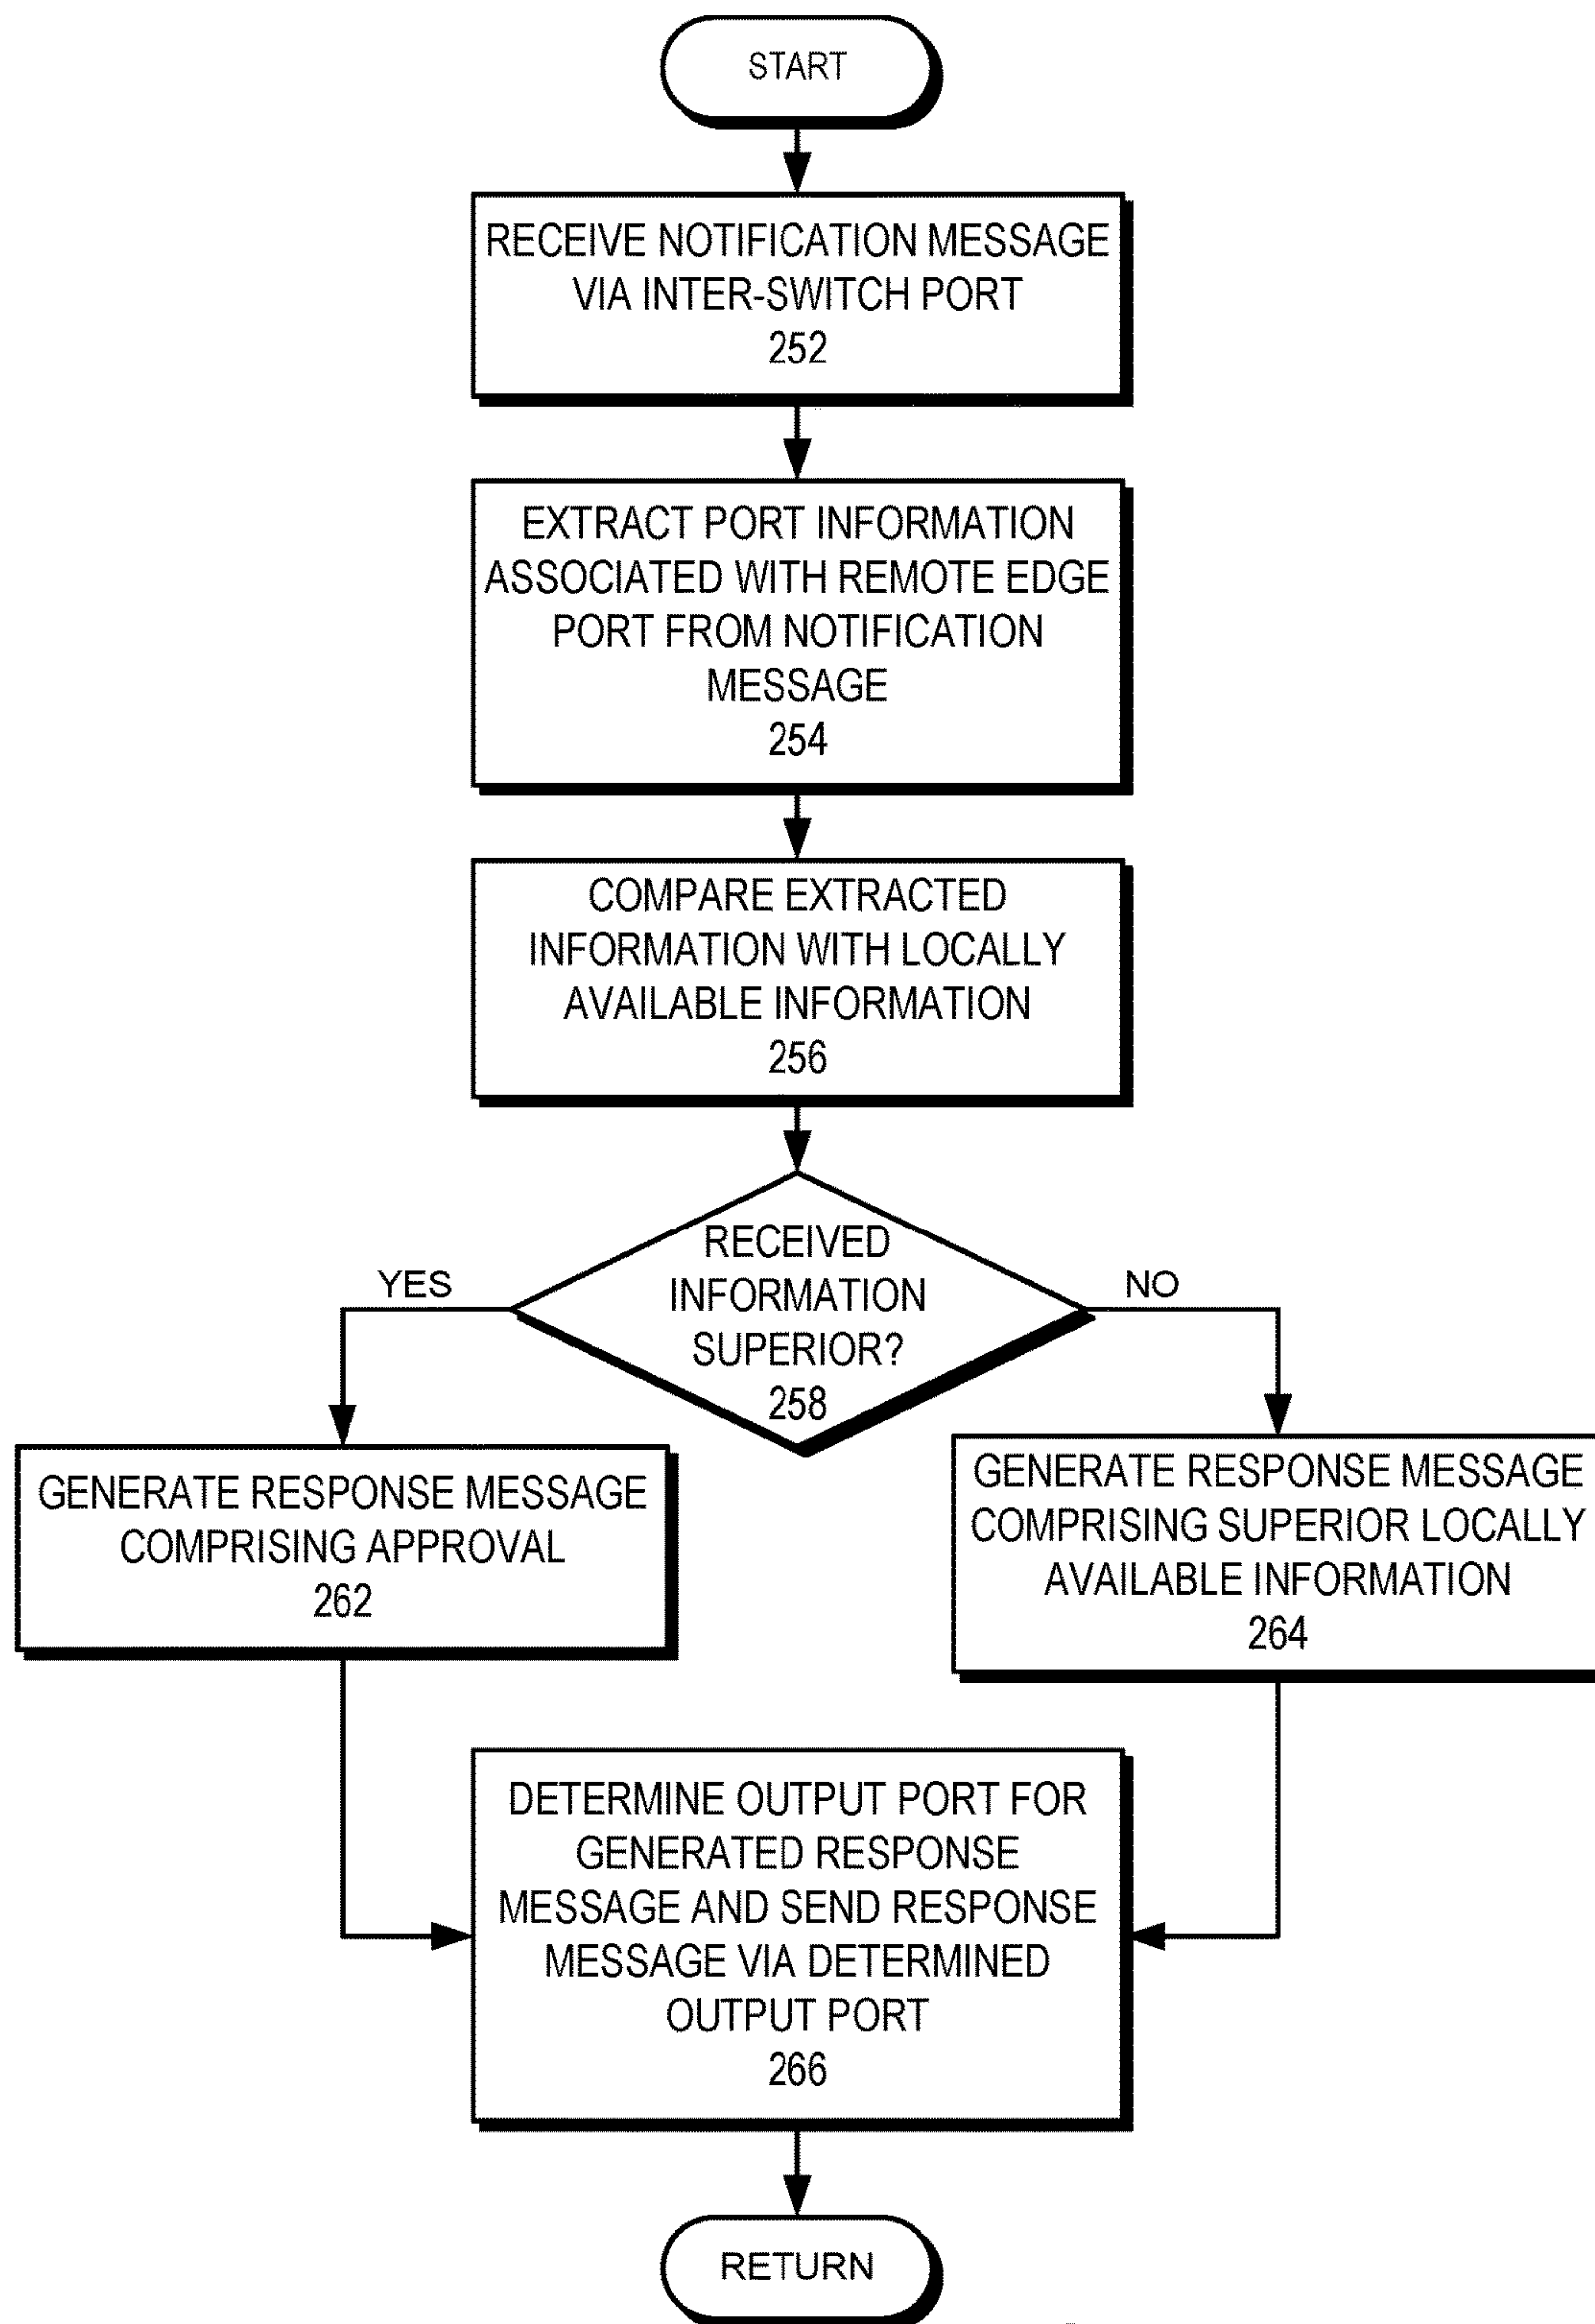 START
RECEIVE NOTIFICATION MESSAGE
VIA INTER-SWITCH PORT
252
EXTRACT PORT INFORMATION
ASSOCIATED WITH REMOTE EDGE
PORT FROM NOTIFICATION
MESSAGE
254
COMPARE EXTRACTED
INFORMATION WITH LOCALLY
AVAILABLE INFORMATION
256
RECEIVED
INFORMATION
SUPERIOR?
258
YES
NO
GENERATE RESPONSE MESSAGE
COMPRISING APPROVAL
262
GENERATE RESPONSE MESSAGE
COMPRISING SUPERIOR LOCALLY
AVAILABLE INFORMATION
264
DETERMINE OUTPUT PORT FOR
GENERATED RESPONSE
MESSAGE AND SEND RESPONSE
MESSAGE VIA DETERMINED
OUTPUT PORT
266
RETURN